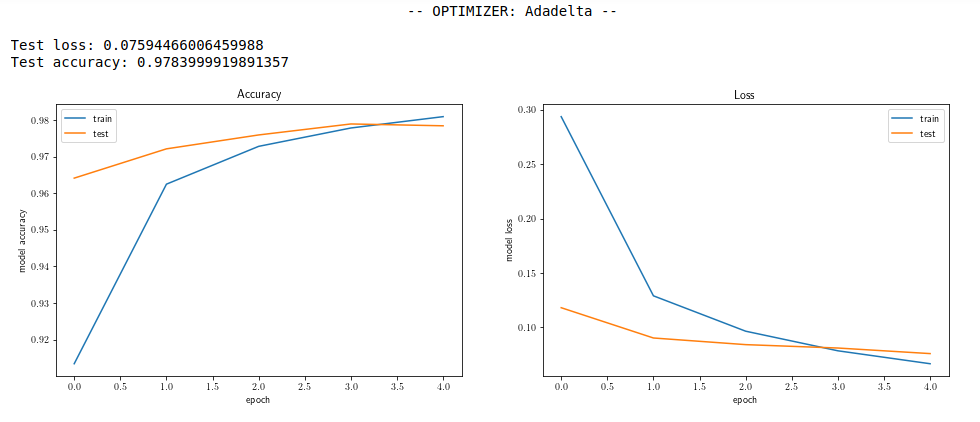 -- OPTIMIZER: Adadelta --
Test loss: 0.07594466006459988
Test accuracy: 0.9783999919891357
Accuracy
train
test
0.98
0.97
0.96
0.95
0.94
0.93
0.92
model accuracy
0.0 0.5 1.0 1.5 2.0 2.5 3.0 3.5 4.0
epoch
Loss
train
test
0.30
0.25
0.20
0.15
0.10
model loss
0.0 0.5 1.0 1.5 2.0 2.5 3.0 3.5 4.0
epoch